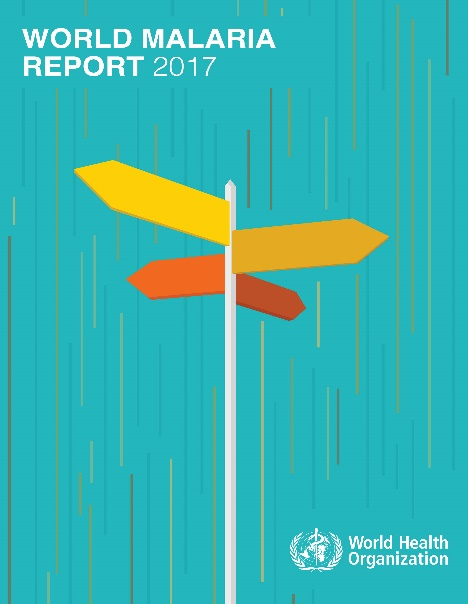 WORLD MALARIA
REPORT 2017
World Health
Organization